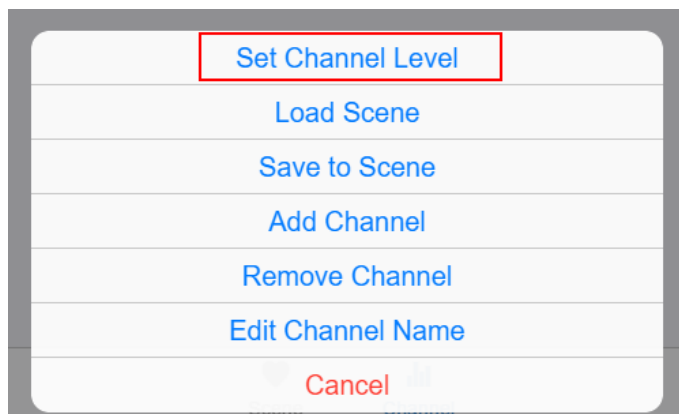 Set Channel Level
Load Scene
Save to Scene
Add Channel
Remove Channel
Edit Channel Name
Cancel